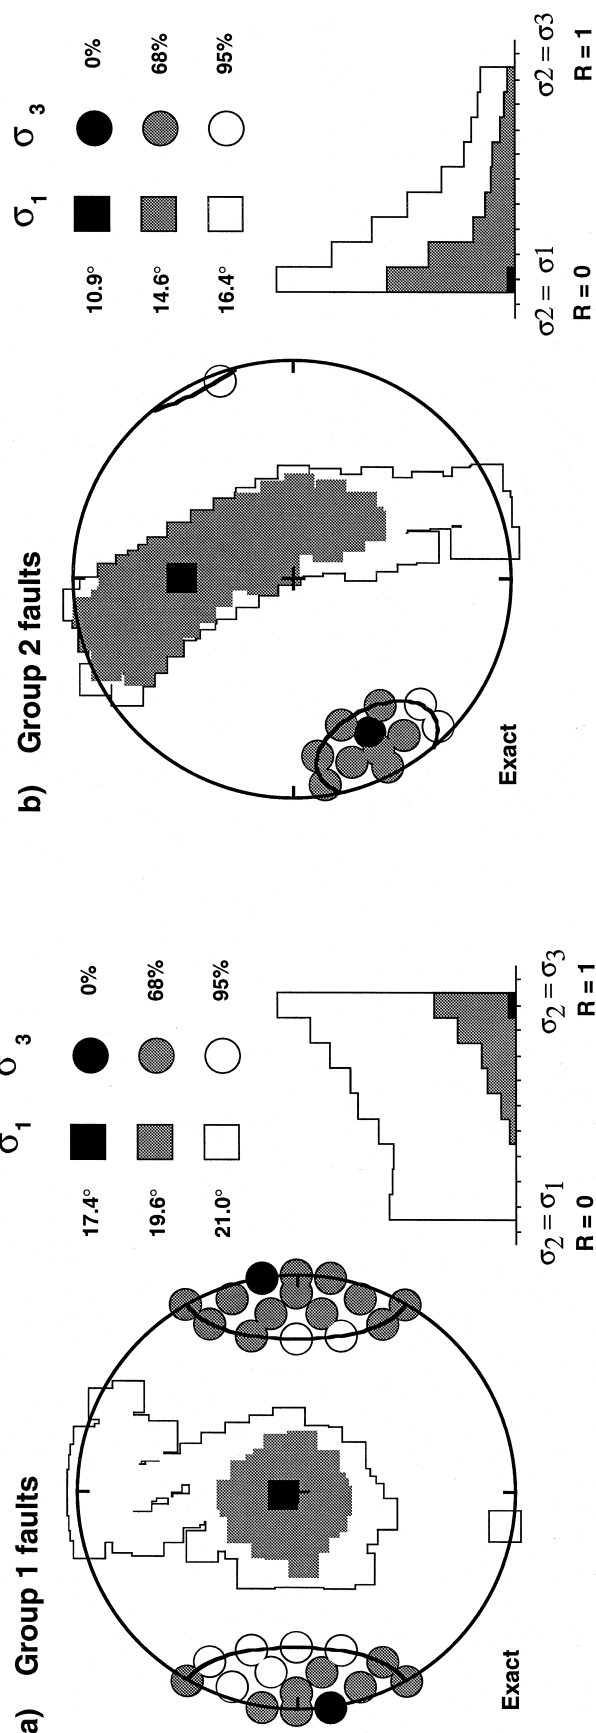 a) Group 1 faults
Exact
σ1 σ3
17.4° 0%
19.6° 68%
21.0° 95%
σ2 = σ1 σ2 = σ3
R = 0 R = 1
b) Group 2 faults
Exact
σ1 σ3
10.9° 0%
14.6° 68%
16.4° 95%
σ2 = σ1 σ2 = σ3
R = 0 R = 1